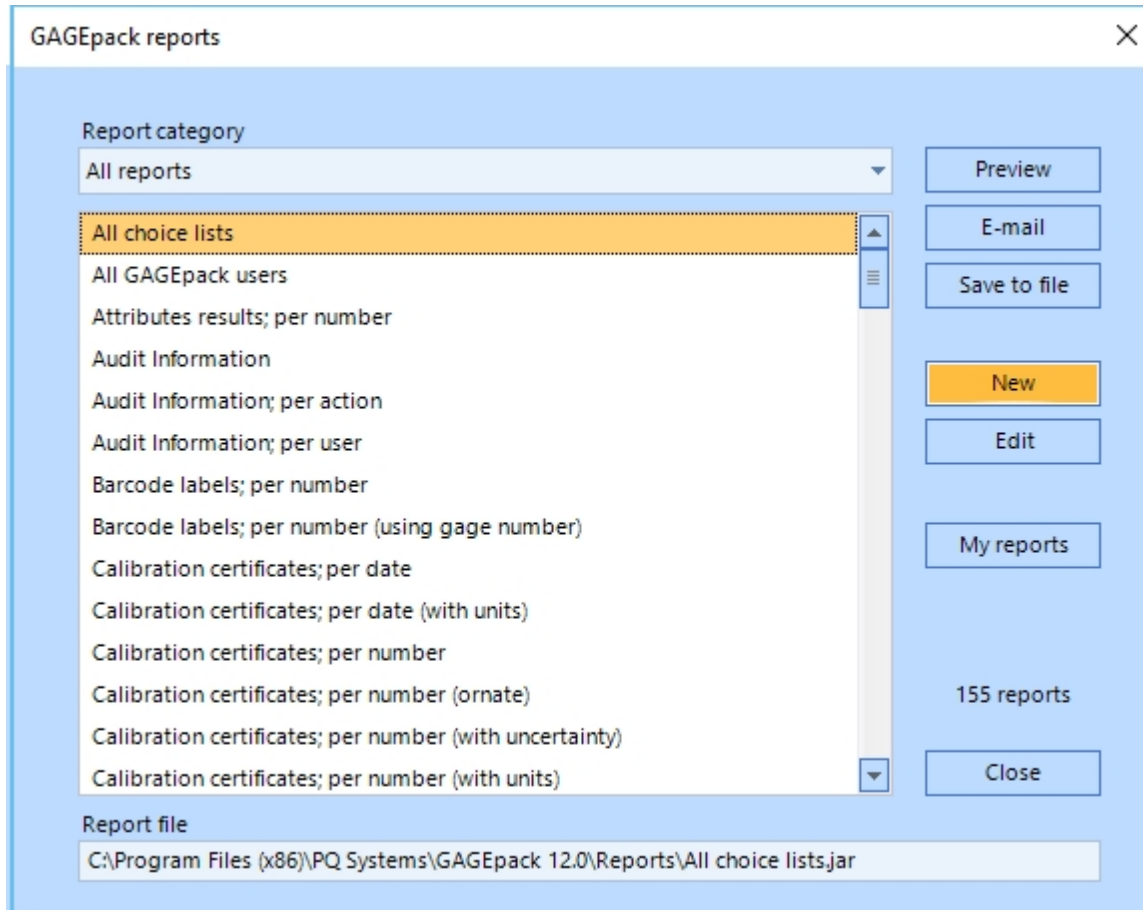 GAGEpack reports
Report category
All reports
Preview
All choice lists
E-mail
All GAGEpack users
Save to file
Attributes results; per number
Audit Information
New
Audit Information; per action
Audit Information; per user
Edit
Barcode labels; per number
Barcode labels; per number (using gage number)
My reports
Calibration certificates; per date
Calibration certificates; per date (with units)
Calibration certificates; per number
Calibration certificates; per number (ornate)
155 reports
Calibration certificates; per number (with uncertainty)
Calibration certificates; per number (with units)
Close
Report file
C:\Program Files (x86)\PQ Systems\GAGEpack 12.0\Reports\All choice lists.jar